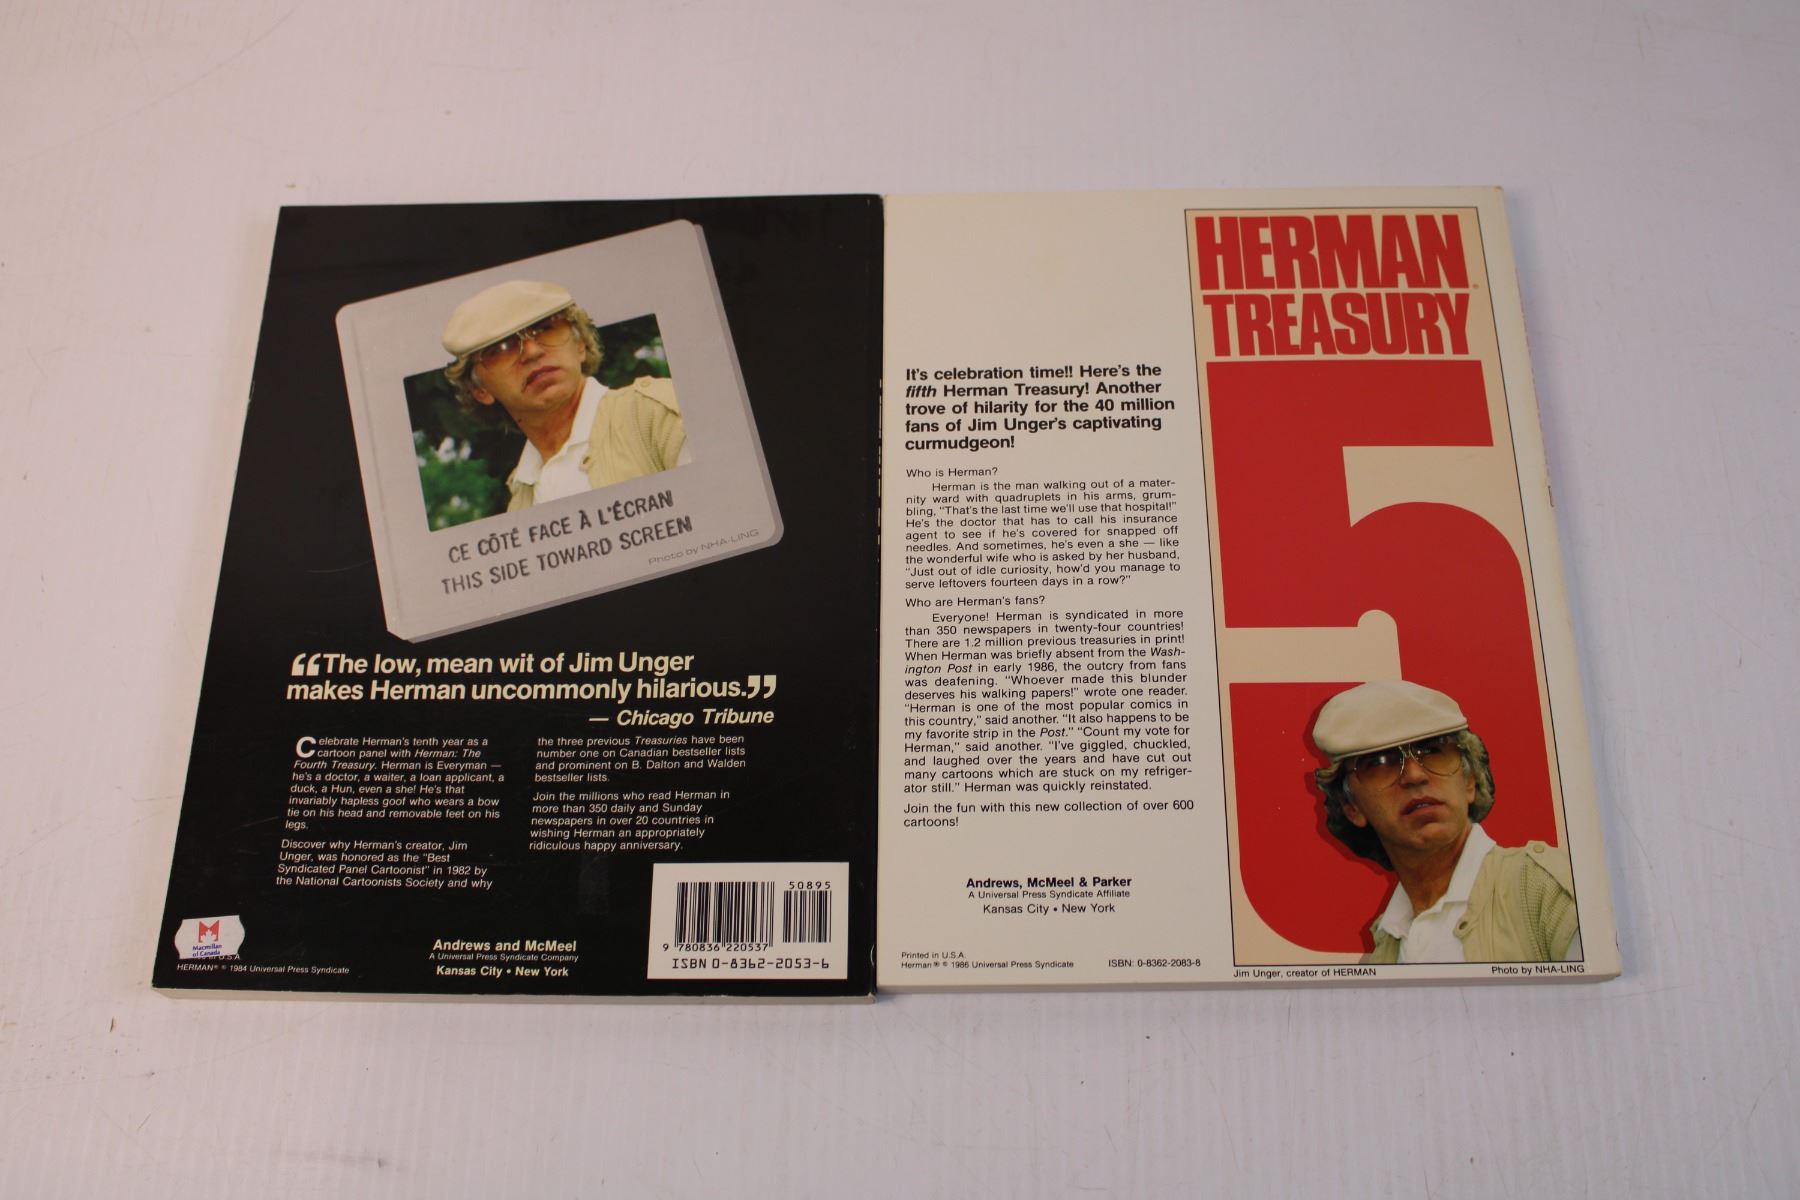 CE CÔTÉ FACE À L'ÉCRAN
THIS SIDE TOWARD SCREEN
Photo by NHA-LING
“The low, mean wit of Jim Unger
makes Herman uncommonly hilarious.”
— Chicago Tribune
Celebrate Herman's tenth year as a
cartoon panel with Herman: The
Fourth Treasury. Herman is Everyman —
he's a doctor, a waiter, a loan applicant, a
duck, a Hun, even a she! He's that
invariably hapless goof who wears a bow
tie on his head and removable feet on his
legs.
Discover why Herman's creator, Jim
Unger, was honored as the "Best
Syndicated Panel Cartoonist" in 1982 by
the National Cartoonists Society and why
the three previous Treasuries have been
number one on Canadian bestseller lists
and prominent on B. Dalton and Walden
bestseller lists.
Join the millions who read Herman in
more than 350 daily and Sunday
newspapers in over 20 countries in
wishing Herman an appropriately
ridiculous happy anniversary.
Macmillan
of Canada
U.S.A
HERMAN® © 1984 Universal Press Syndicate
Andrews and McMeel
A Universal Press Syndicate Company
Kansas City • New York
50895
9 780836 220537
ISBN 0-8362-2053-6
It's celebration time!! Here's the
fifth Herman Treasury! Another
trove of hilarity for the 40 million
fans of Jim Unger's captivating
curmudgeon!
Who is Herman?
Herman is the man walking out of a mater-
nity ward with quadruplets in his arms, grum-
bling, "That's the last time we'll use that hospital!"
He's the doctor that has to call his insurance
agent to see if he's covered for snapped off
needles. And sometimes, he's even a she — like
the wonderful wife who is asked by her husband,
"Just out of idle curiosity, how'd you manage to
serve leftovers fourteen days in a row?"
Who are Herman's fans?
Everyone! Herman is syndicated in more
than 350 newspapers in twenty-four countries!
There are 1.2 million previous treasuries in print!
When Herman was briefly absent from the Wash-
ington Post in early 1986, the outcry from fans
was deafening. "Whoever made this blunder
deserves his walking papers!" wrote one reader.
"Herman is one of the most popular comics in
this country," said another. "It also happens to be
my favorite strip in the Post." "Count my vote for
Herman," said another. "I've giggled, chuckled,
and laughed over the years and have cut out
many cartoons which are stuck on my refriger-
ator still." Herman was quickly reinstated.
Join the fun with this new collection of over 600
cartoons!
Andrews, McMeel & Parker
A Universal Press Syndicate Affiliate
Kansas City • New York
Printed in U.S.A.
Herman ® © 1986 Universal Press Syndicate
ISBN: 0-8362-2083-8
HERMAN®
TREASURY
5
Jim Unger, creator of HERMAN
Photo by NHA-LING